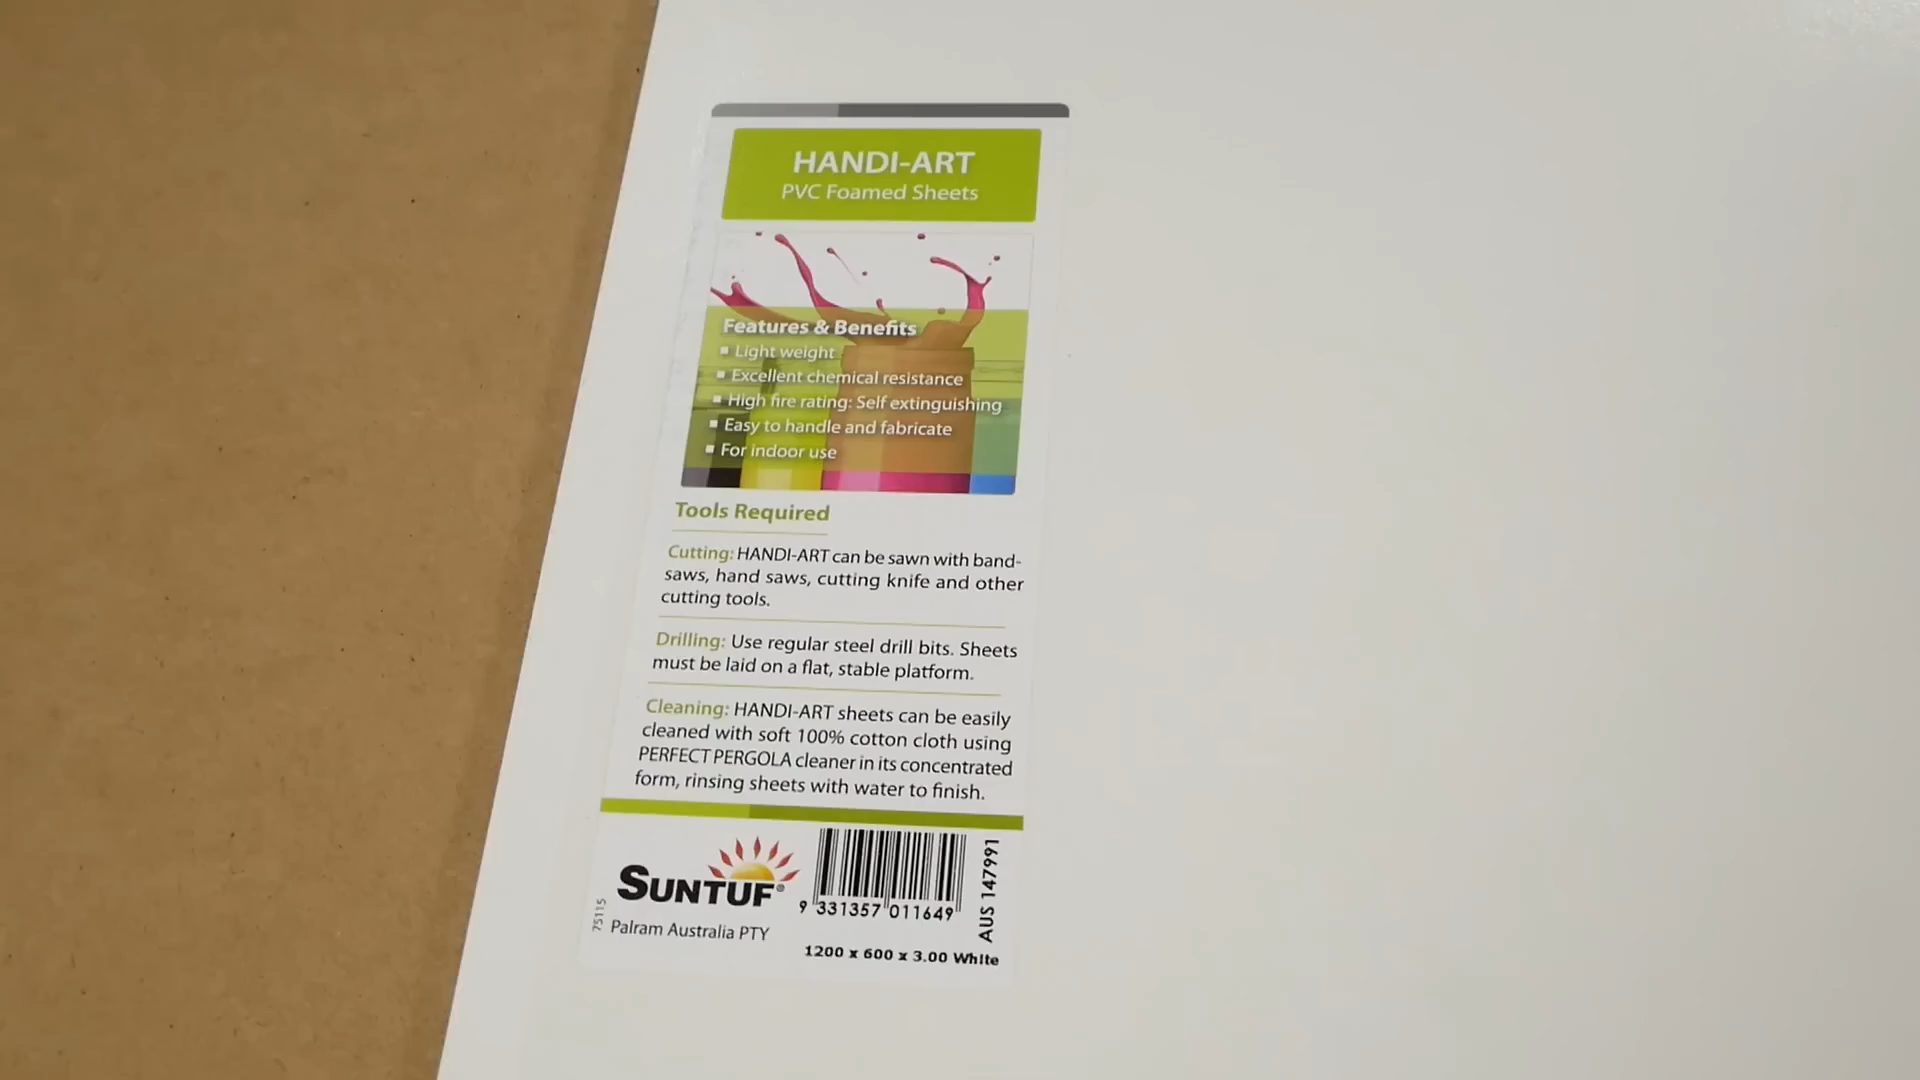 HANDI-ART
PVC Foamed Sheets
Features & Benefits
▪ Light weight
▪ Excellent chemical resistance
▪ High fire rating: Self extinguishing
▪ Easy to handle and fabricate
▪ For indoor use
Tools Required
Cutting: HANDI-ART can be sawn with band-
saws, hand saws, cutting knife and other
cutting tools.
Drilling: Use regular steel drill bits. Sheets
must be laid on a flat, stable platform.
Cleaning: HANDI-ART sheets can be easily
cleaned with soft 100% cotton cloth using
PERFECT PERGOLA cleaner in its concentrated
form, rinsing sheets with water to finish.
SUNTUF®
Palram Australia PTY
75115
9 331357 011649
AUS 147991
1200 x 600 x 3.00 White